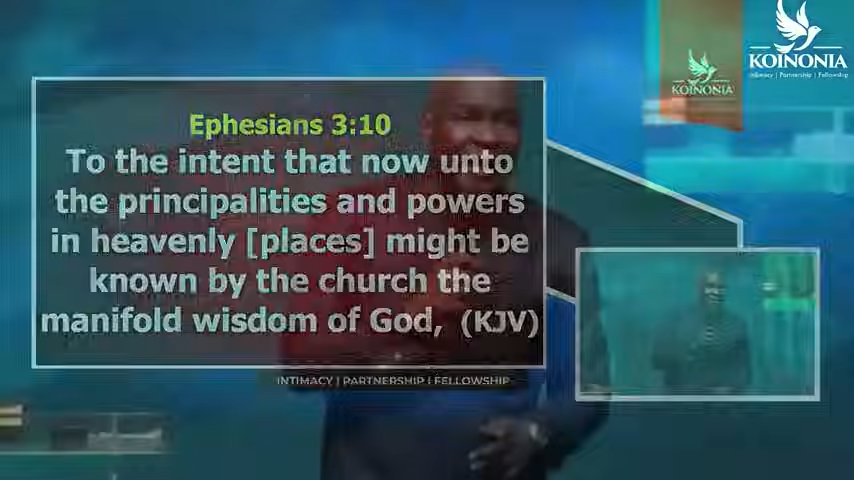 Ephesians 3:10
To the intent that now unto
the principalities and powers
in heavenly [places] might be
known by the church the
manifold wisdom of God, (KJV)
INTIMACY | PARTNERSHIP | FELLOWSHIP
KOINONIA
KOINONIA
Intimacy | Partnership | Fellowship